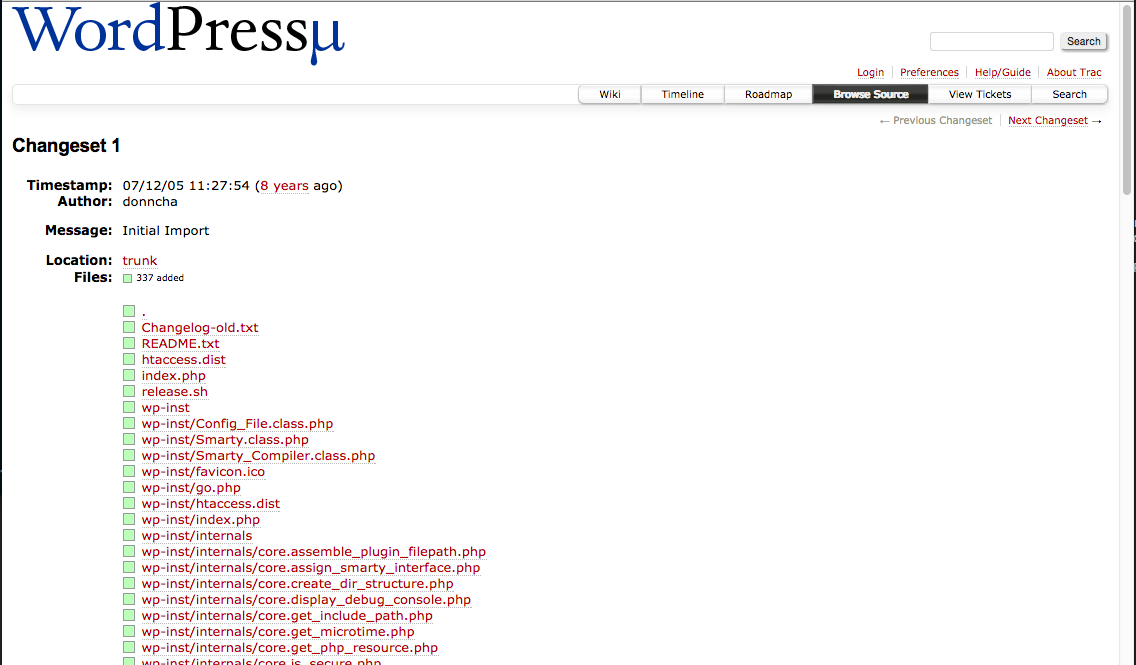 WordPressµ
Search
Login Preferences Help/Guide About Trac
Wiki Timeline Roadmap Browse Source View Tickets Search
← Previous Changeset Next Changeset →
Changeset 1
Timestamp: 07/12/05 11:27:54 (8 years ago)
Author: donncha
Message: Initial Import
Location: trunk
Files: 337 added
.
Changelog-old.txt
README.txt
htaccess.dist
index.php
release.sh
wp-inst
wp-inst/Config_File.class.php
wp-inst/Smarty.class.php
wp-inst/Smarty_Compiler.class.php
wp-inst/favicon.ico
wp-inst/go.php
wp-inst/htaccess.dist
wp-inst/index.php
wp-inst/internals
wp-inst/internals/core.assemble_plugin_filepath.php
wp-inst/internals/core.assign_smarty_interface.php
wp-inst/internals/core.create_dir_structure.php
wp-inst/internals/core.display_debug_console.php
wp-inst/internals/core.get_include_path.php
wp-inst/internals/core.get_microtime.php
wp-inst/internals/core.get_php_resource.php
wp-inst/internals/core.is_secure.php